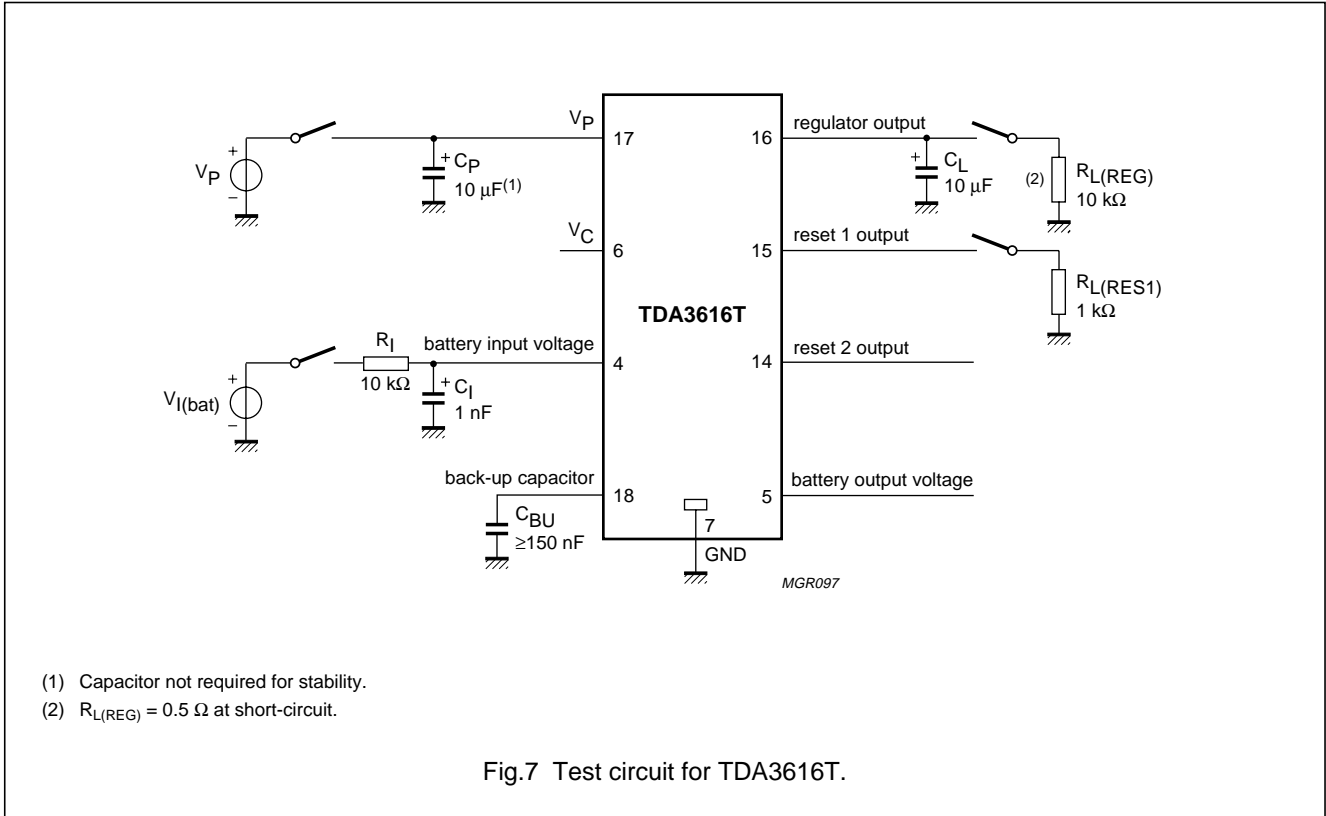 V_P
17
16
regulator output
+
V_P
−
+ C_P
10 μF(1)
+ C_L
10 μF
(2)
R_L(REG)
10 kΩ
V_C
6
15
reset 1 output
R_L(RES1)
1 kΩ
TDA3616T
R_I
10 kΩ
battery input voltage
4
14
reset 2 output
+
V_I(bat)
−
+ C_I
1 nF
back-up capacitor
18
5
battery output voltage
C_BU
≥150 nF
7
GND
MGR097
(1) Capacitor not required for stability.
(2) R_L(REG) = 0.5 Ω at short-circuit.
Fig.7 Test circuit for TDA3616T.